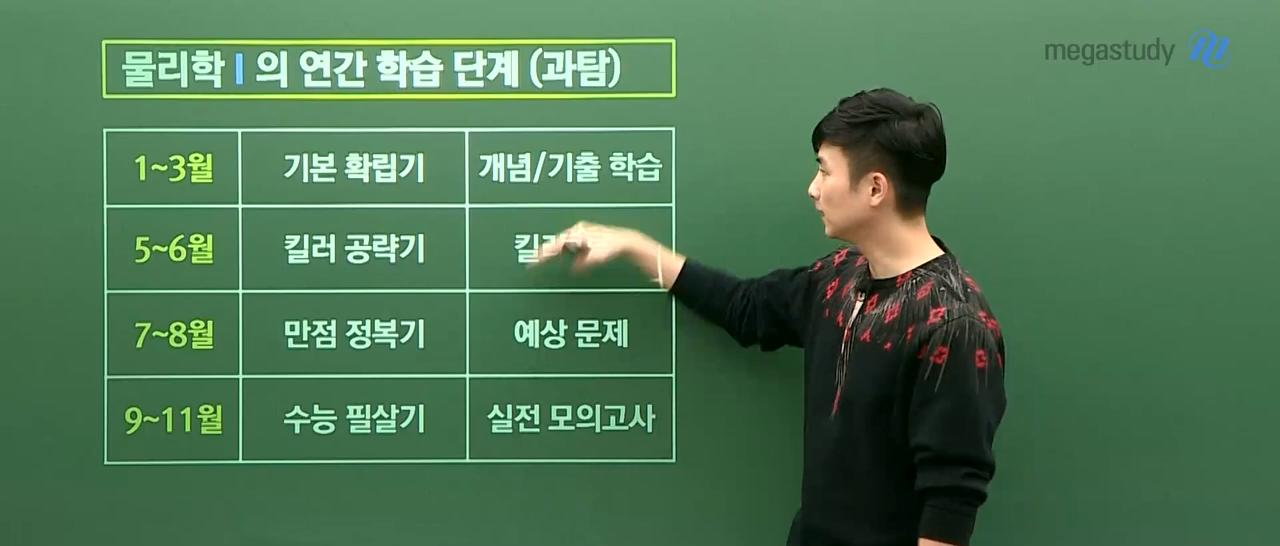 megastudy
물리학 I 의 연간 학습 단계 (과탐)
1~3월 기본 확립기 개념/기출 학습
5~6월 킬러 공략기
7~8월 만점 정복기 예상 문제
9~11월 수능 필살기 실전 모의고사